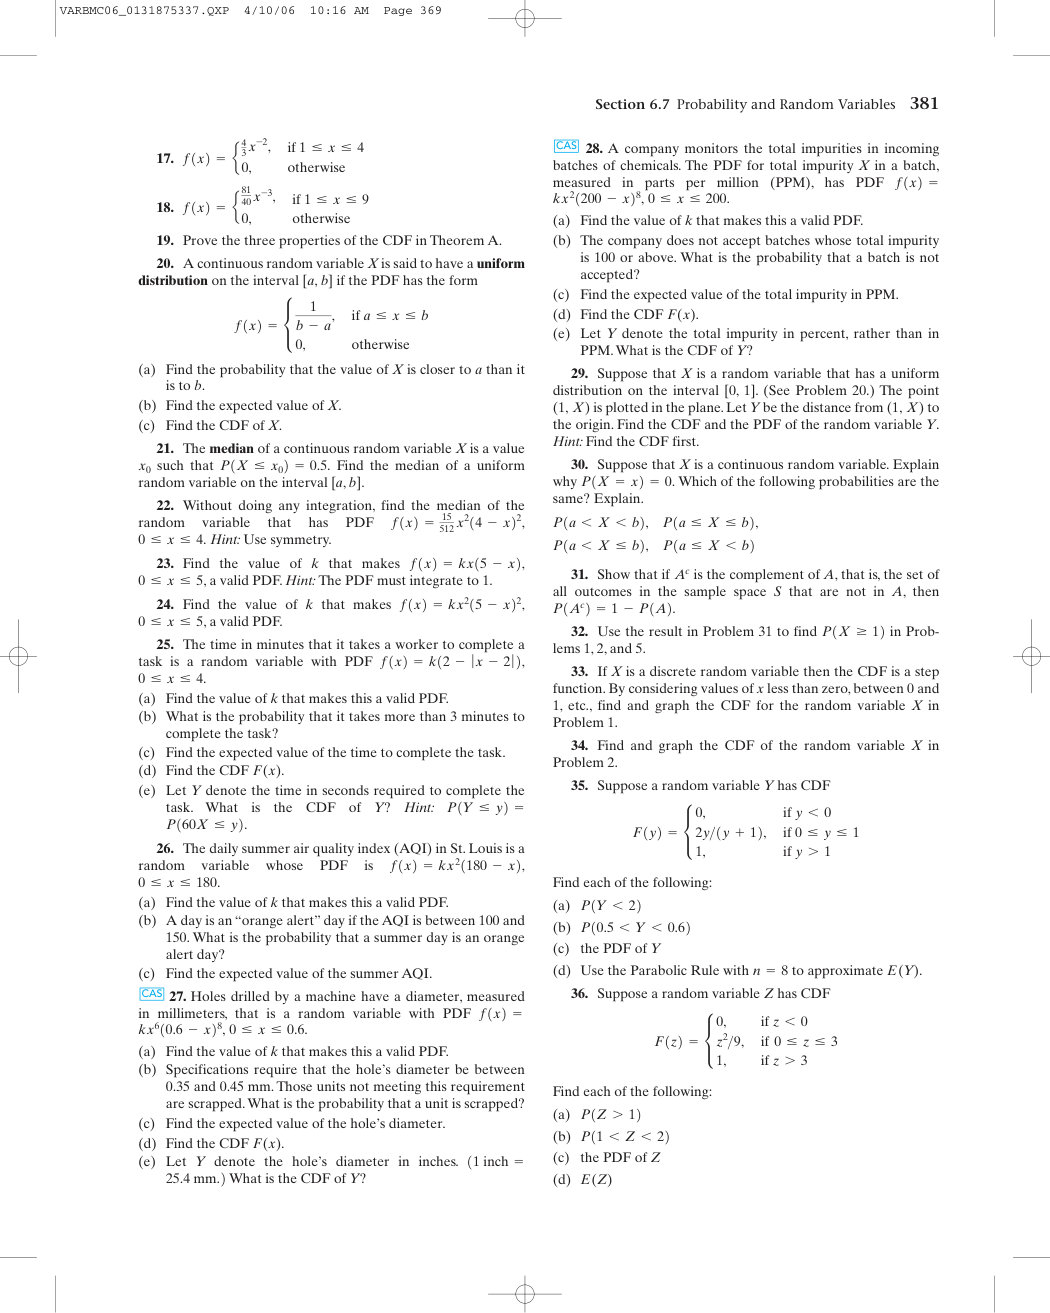 VARBMC06_0131875337.QXP 4/10/06 10:16 AM Page 369
Section 6.7 Probability and Random Variables 381
17. f(x) = { 4/3 x⁻², if 1 ≤ x ≤ 4
0, otherwise
18. f(x) = { 81/40 x⁻³, if 1 ≤ x ≤ 9
0, otherwise
19. Prove the three properties of the CDF in Theorem A.
20. A continuous random variable X is said to have a uniform
distribution on the interval [a, b] if the PDF has the form
f(x) = { 1/(b − a), if a ≤ x ≤ b
0, otherwise
(a) Find the probability that the value of X is closer to a than it
is to b.
(b) Find the expected value of X.
(c) Find the CDF of X.
21. The median of a continuous random variable X is a value
x₀ such that P(X ≤ x₀) = 0.5. Find the median of a uniform
random variable on the interval [a, b].
22. Without doing any integration, find the median of the
random variable that has PDF f(x) = 15/512 x²(4 − x)²,
0 ≤ x ≤ 4. Hint: Use symmetry.
23. Find the value of k that makes f(x) = kx(5 − x),
0 ≤ x ≤ 5, a valid PDF. Hint: The PDF must integrate to 1.
24. Find the value of k that makes f(x) = kx²(5 − x)²,
0 ≤ x ≤ 5, a valid PDF.
25. The time in minutes that it takes a worker to complete a
task is a random variable with PDF f(x) = k(2 − |x − 2|),
0 ≤ x ≤ 4.
(a) Find the value of k that makes this a valid PDF.
(b) What is the probability that it takes more than 3 minutes to
complete the task?
(c) Find the expected value of the time to complete the task.
(d) Find the CDF F(x).
(e) Let Y denote the time in seconds required to complete the
task. What is the CDF of Y? Hint: P(Y ≤ y) =
P(60X ≤ y).
26. The daily summer air quality index (AQI) in St. Louis is a
random variable whose PDF is f(x) = kx²(180 − x),
0 ≤ x ≤ 180.
(a) Find the value of k that makes this a valid PDF.
(b) A day is an “orange alert” day if the AQI is between 100 and
150. What is the probability that a summer day is an orange
alert day?
(c) Find the expected value of the summer AQI.
CAS 27. Holes drilled by a machine have a diameter, measured
in millimeters, that is a random variable with PDF f(x) =
kx⁶(0.6 − x)⁸, 0 ≤ x ≤ 0.6.
(a) Find the value of k that makes this a valid PDF.
(b) Specifications require that the hole’s diameter be between
0.35 and 0.45 mm. Those units not meeting this requirement
are scrapped. What is the probability that a unit is scrapped?
(c) Find the expected value of the hole’s diameter.
(d) Find the CDF F(x).
(e) Let Y denote the hole’s diameter in inches. (1 inch =
25.4 mm.) What is the CDF of Y?
CAS 28. A company monitors the total impurities in incoming
batches of chemicals. The PDF for total impurity X in a batch,
measured in parts per million (PPM), has PDF f(x) =
kx²(200 − x)⁸, 0 ≤ x ≤ 200.
(a) Find the value of k that makes this a valid PDF.
(b) The company does not accept batches whose total impurity
is 100 or above. What is the probability that a batch is not
accepted?
(c) Find the expected value of the total impurity in PPM.
(d) Find the CDF F(x).
(e) Let Y denote the total impurity in percent, rather than in
PPM. What is the CDF of Y?
29. Suppose that X is a random variable that has a uniform
distribution on the interval [0, 1]. (See Problem 20.) The point
(1, X) is plotted in the plane. Let Y be the distance from (1, X) to
the origin. Find the CDF and the PDF of the random variable Y.
Hint: Find the CDF first.
30. Suppose that X is a continuous random variable. Explain
why P(X = x) = 0. Which of the following probabilities are the
same? Explain.
P(a < X < b), P(a ≤ X ≤ b),
P(a < X ≤ b), P(a ≤ X < b)
31. Show that if Aᶜ is the complement of A, that is, the set of
all outcomes in the sample space S that are not in A, then
P(Aᶜ) = 1 − P(A).
32. Use the result in Problem 31 to find P(X ≥ 1) in Prob-
lems 1, 2, and 5.
33. If X is a discrete random variable then the CDF is a step
function. By considering values of x less than zero, between 0 and
1, etc., find and graph the CDF for the random variable X in
Problem 1.
34. Find and graph the CDF of the random variable X in
Problem 2.
35. Suppose a random variable Y has CDF
0, if y < 0
F(y) = { 2y/(y + 1), if 0 ≤ y ≤ 1
1, if y > 1
Find each of the following:
(a) P(Y < 2)
(b) P(0.5 < Y < 0.6)
(c) the PDF of Y
(d) Use the Parabolic Rule with n = 8 to approximate E(Y).
36. Suppose a random variable Z has CDF
0, if z < 0
F(z) = { z²/9, if 0 ≤ z ≤ 3
1, if z > 3
Find each of the following:
(a) P(Z > 1)
(b) P(1 < Z < 2)
(c) the PDF of Z
(d) E(Z)